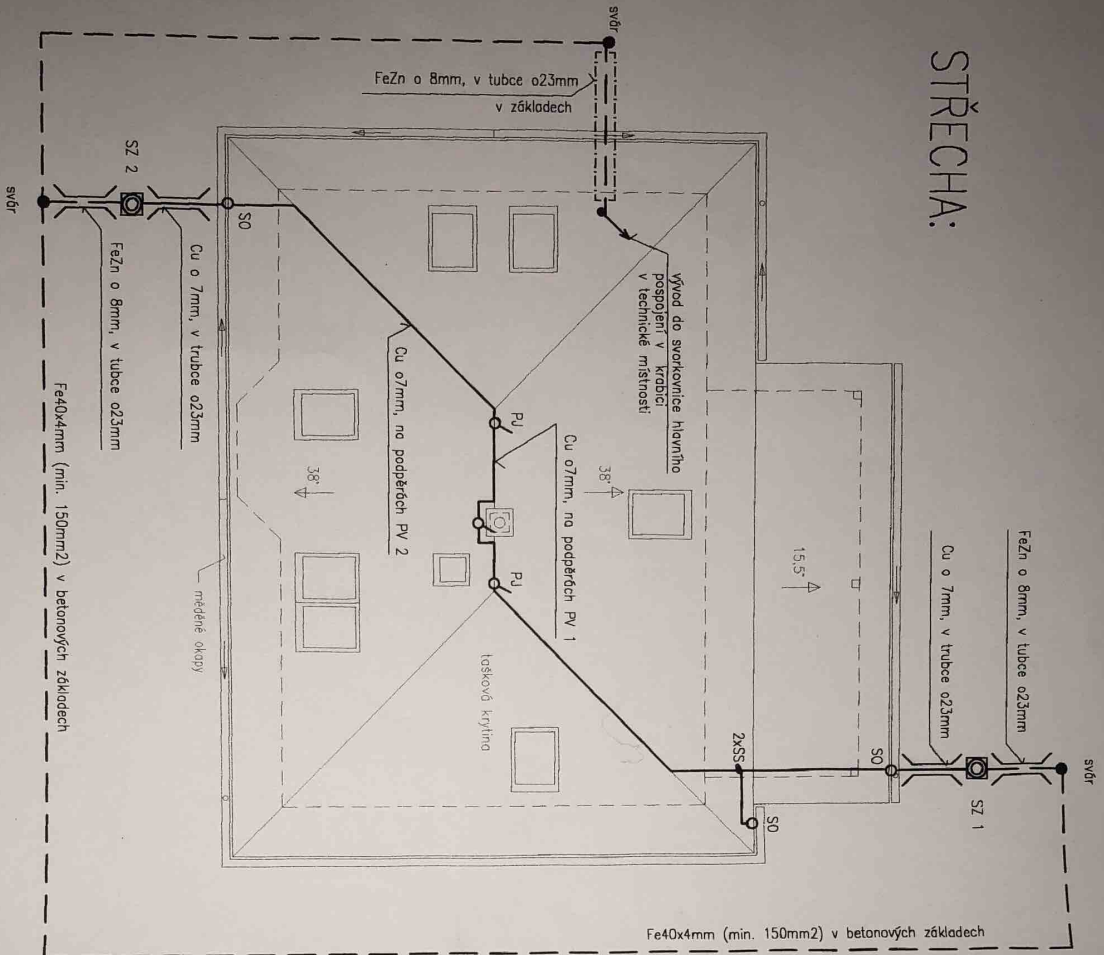 STŘECHA:
svár
FeZn o 8mm, v tubce o23mm
v základech
SZ 2
svár
SO
Cu o 7mm, v trubce o23mm
FeZn o 8mm, v tubce o23mm
Fe40x4mm (min. 150mm2) v betonových základech
vývod do svorkovnice hlavního
pospojení v krabici
v technické místnosti
Cu o7mm, na podpěrách PV 2
PJ
Cu o7mm, na podpěrách PV 1
38°
38°
PJ
15,5°
měděné okapy
tašková krytina
FeZn o 8mm, v tubce o23mm
Cu o 7mm, v trubce o23mm
svár
SZ 1
SO
2xSS
SO
Fe40x4mm (min. 150mm2) v betonových základech